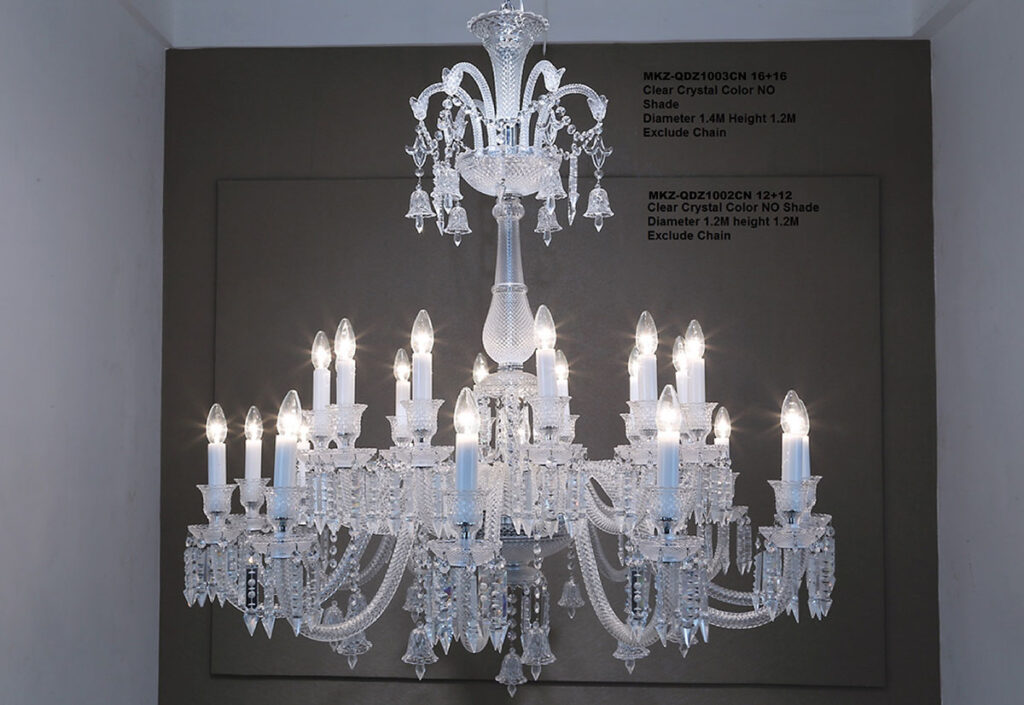 MKZ-QDZ1003CN 16+16
Clear Crystal Color NO
Shade
Diameter 1.4M Height 1.2M
Exclude Chain
MKZ-QDZ1002CN 12+12
Clear Crystal Color NO Shade
Diameter 1.2M height 1.2M
Exclude Chain